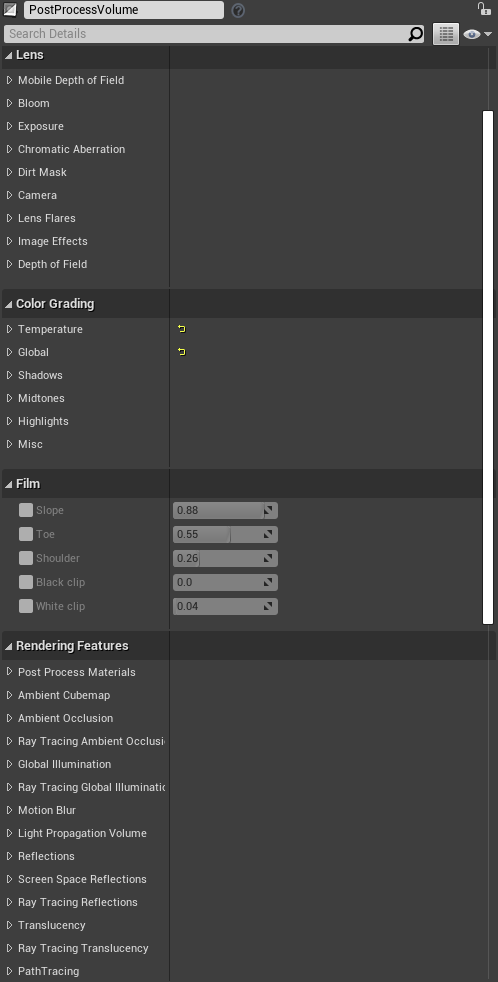 PostProcessVolume
Search Details
Lens
Mobile Depth of Field
Bloom
Exposure
Chromatic Aberration
Dirt Mask
Camera
Lens Flares
Image Effects
Depth of Field
Color Grading
Temperature
Global
Shadows
Midtones
Highlights
Misc
Film
Slope 0.88
Toe 0.55
Shoulder 0.26
Black clip 0.0
White clip 0.04
Rendering Features
Post Process Materials
Ambient Cubemap
Ambient Occlusion
Ray Tracing Ambient Occlusi
Global Illumination
Ray Tracing Global Illuminatic
Motion Blur
Light Propagation Volume
Reflections
Screen Space Reflections
Ray Tracing Reflections
Translucency
Ray Tracing Translucency
PathTracing